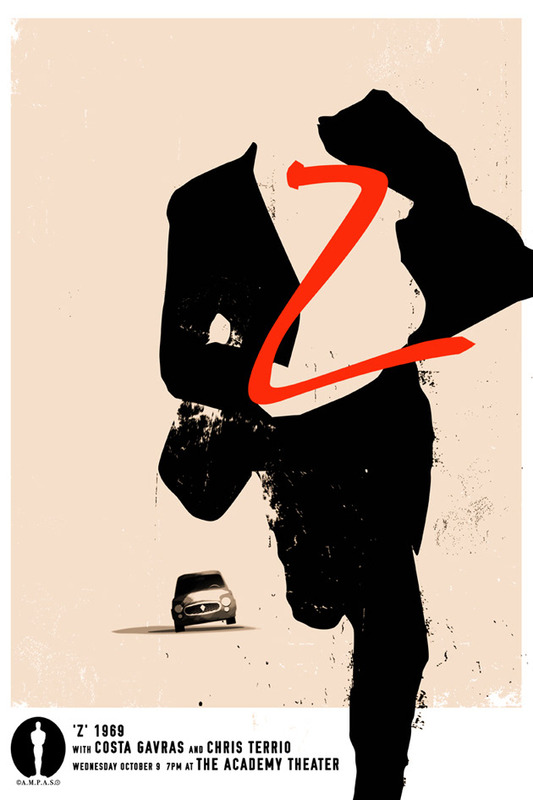 Z
'Z' 1969
WITH COSTA GAVRAS AND CHRIS TERRIO
WEDNESDAY OCTOBER 9 7PM AT THE ACADEMY THEATER
©A.M.P.A.S.®